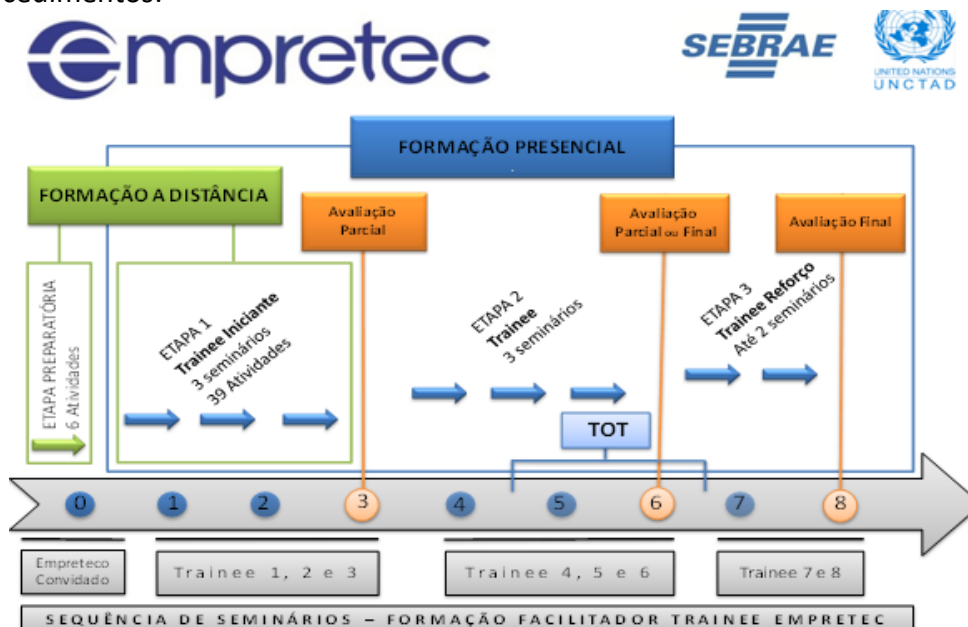 sedimentos.
Empretec
SEBRAE
UNITED NATIONS
UNCTAD
FORMAÇÃO PRESENCIAL
.
FORMAÇÃO A DISTÂNCIA
Avaliação
Parcial
Avaliação
Parcial ou Final
Avaliação Final
ETAPA PREPARATÓRIA
6 Atividades
ETAPA 1
Trainee Iniciante
3 seminários
39 Atividades
ETAPA 2
Trainee
3 seminários
ETAPA 3
Trainee Reforço
Até 2 seminários
TOT
0 1 2 3 4 5 6 7 8
Empreteco
Convidado
Trainee 1, 2 e 3
Trainee 4, 5 e 6
Trainee 7 e 8
SEQUÊNCIA DE SEMINÁRIOS – FORMAÇÃO FACILITADOR TRAINEE EMPRETEC